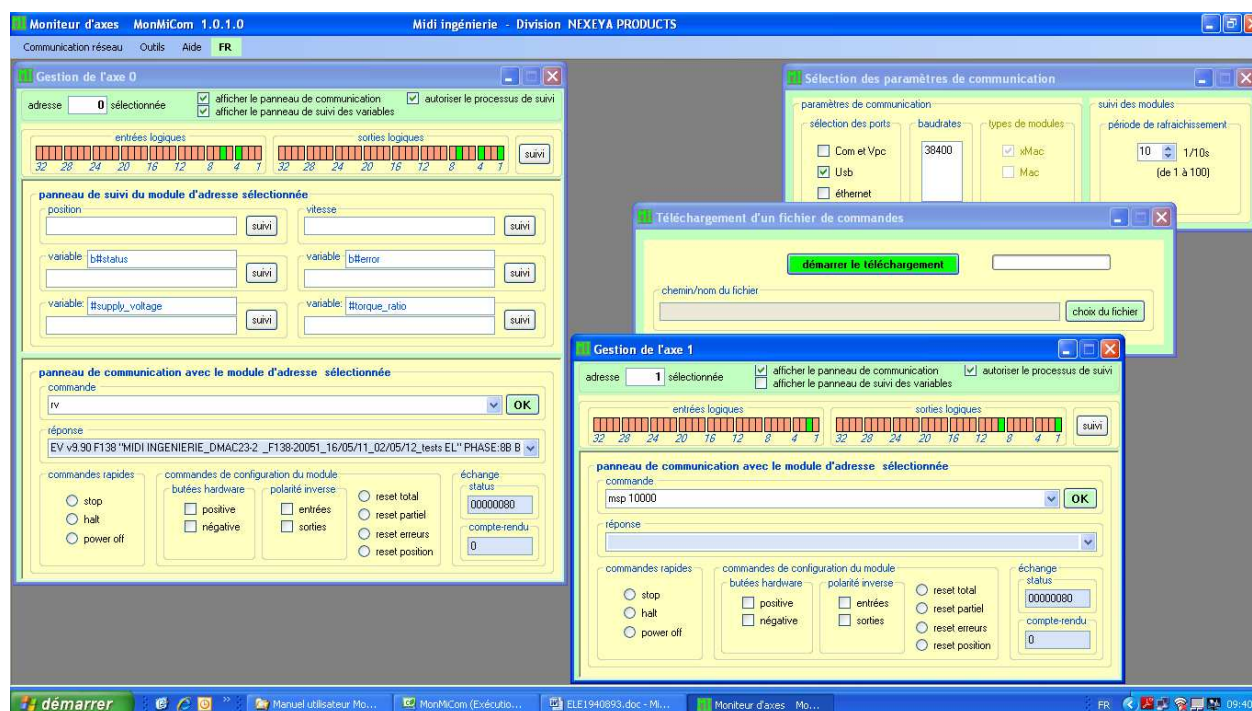 Moniteur d'axes MonMiCom 1.0.1.0 Midi ingénierie - Division NEXEYA PRODUCTS
Communication réseau Outils Aide FR
Gestion de l'axe 0
adresse 0 sélectionnée
afficher le panneau de communication
afficher le panneau de suivi des variables
autoriser le processus de suivi
entrées logiques
32 28 24 20 16 12 8 4 1
sorties logiques
32 28 24 20 16 12 8 4 1
suivi
panneau de suivi du module d'adresse sélectionnée
position
suivi
vitesse
suivi
variable b#status
suivi
variable b#error
suivi
variable: #supply_voltage
suivi
variable: #torque_ratio
suivi
panneau de communication avec le module d'adresse sélectionnée
commande
rv
OK
réponse
EV v9.90 F138 "MIDI INGENIERIE_DMAC23-2 _F138-20051_16/05/11_02/05/12_tests EL" PHASE:8B B
commandes rapides
stop
halt
power off
commandes de configuration du module
butées hardware
positive
négative
polarité inverse
entrées
sorties
reset total
reset partiel
reset erreurs
reset position
échange
status
00000080
compte-rendu
0
Sélection des paramètres de communication
paramètres de communication
sélection des ports
Com et Vpc
Usb
éthernet
baudrates
38400
types de modules
xMac
Mac
suivi des modules
période de rafraichissement
10 1/10s
(de 1 à 100)
Téléchargement d'un fichier de commandes
démarrer le téléchargement
chemin/nom du fichier
choix du fichier
Gestion de l'axe 1
adresse 1 sélectionnée
afficher le panneau de communication
afficher le panneau de suivi des variables
autoriser le processus de suivi
entrées logiques
32 28 24 20 16 12 8 4 1
sorties logiques
32 28 24 20 16 12 8 4 1
suivi
panneau de communication avec le module d'adresse sélectionnée
commande
msp 10000
OK
réponse
commandes rapides
stop
halt
power off
commandes de configuration du module
butées hardware
positive
négative
polarité inverse
entrées
sorties
reset total
reset partiel
reset erreurs
reset position
échange
status
00000080
compte-rendu
0
démarrer
Manuel utilisateur Mo...
MonMiCom (Exécutio...
ELE1940893.doc - Mi...
Moniteur d'axes Mo...
FR
09:40